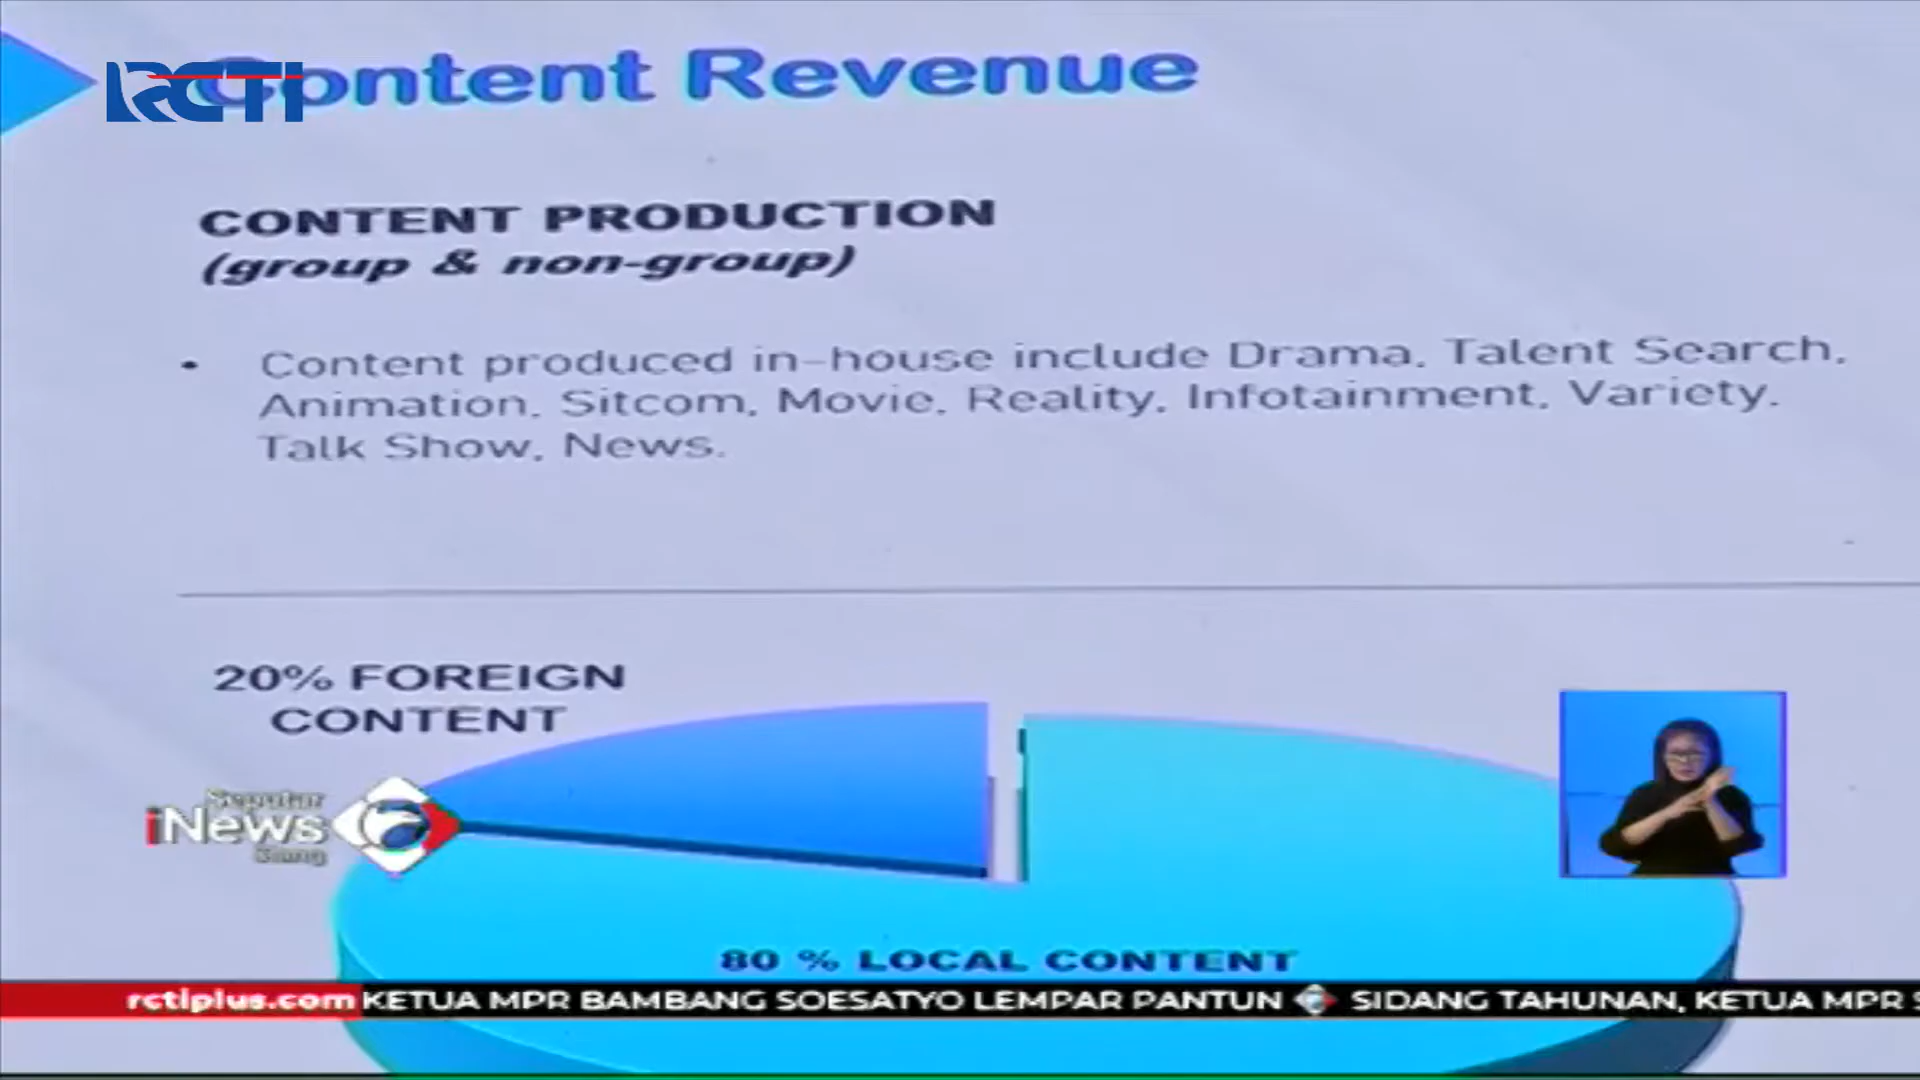 RCTI
Content Revenue
CONTENT PRODUCTION
(group & non-group)
• Content produced in-house include Drama, Talent Search,
Animation, Sitcom, Movie, Reality, Infotainment, Variety,
Talk Show, News.
20% FOREIGN
CONTENT
Seputar
iNews
Siang
80 % LOCAL CONTENT
rctiplus.com KETUA MPR BAMBANG SOESATYO LEMPAR PANTUN SIDANG TAHUNAN, KETUA MPR S